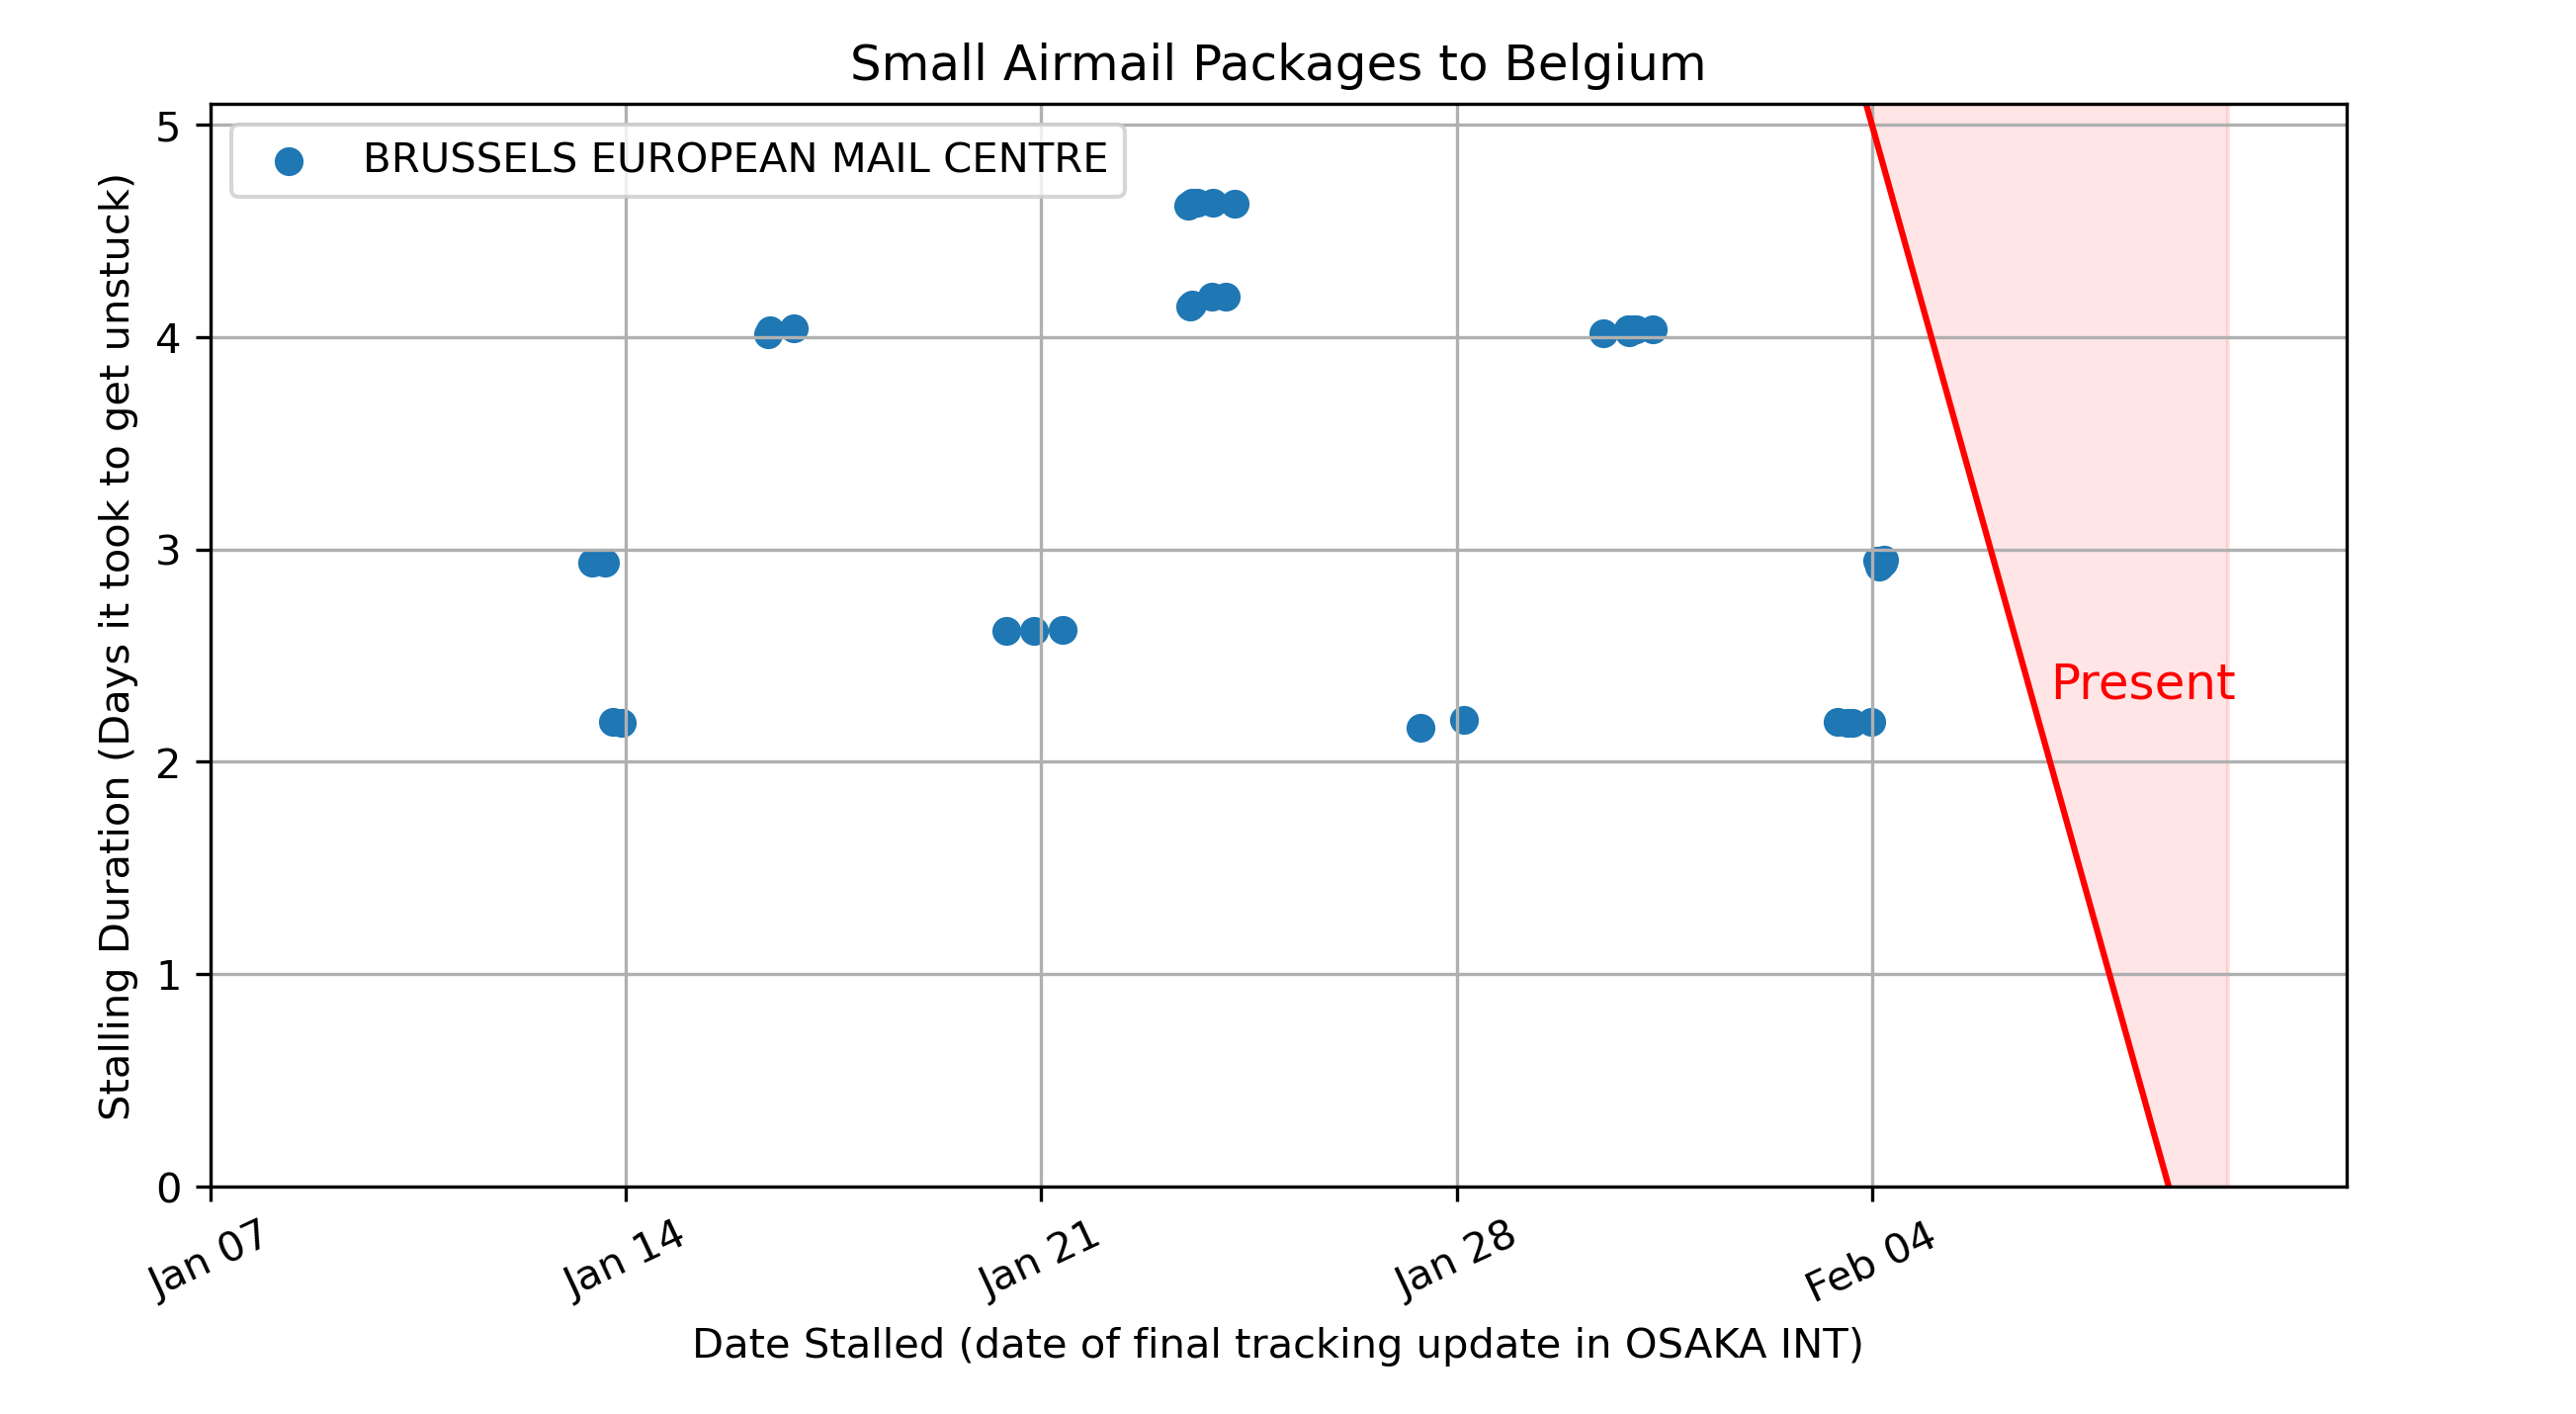 Small Airmail Packages to Belgium
BRUSSELS EUROPEAN MAIL CENTRE
Stalling Duration (Days it took to get unstuck)
5
4
3
2
1
0
Present
Jan 07
Jan 14
Jan 21
Jan 28
Feb 04
Date Stalled (date of final tracking update in OSAKA INT)